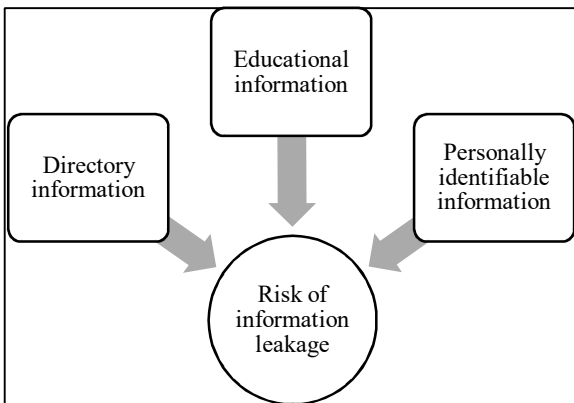 Educational
information
Directory
information
Personally
identifiable
information
Risk of
information
leakage